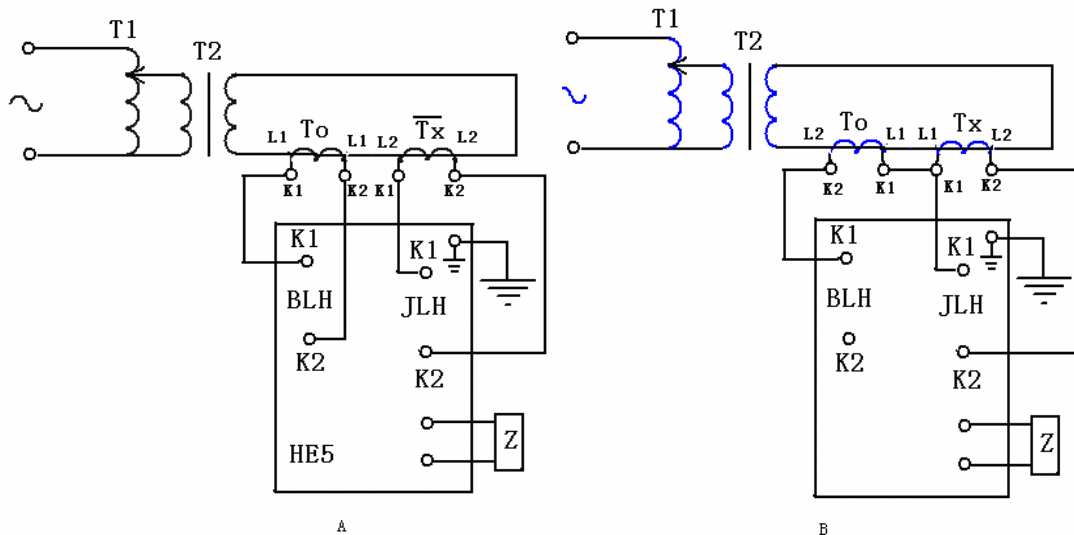 T1
T2
L1 To L1 L2 Tx L2
K1 K2 K1 K2
K1 K1
BLH JLH
K2 K2
HE5 Z
A
T1
T2
L2 To L1 L1 Tx L2
K2 K1 K1 K2
K1 K1
BLH JLH
K2 K2
Z
B